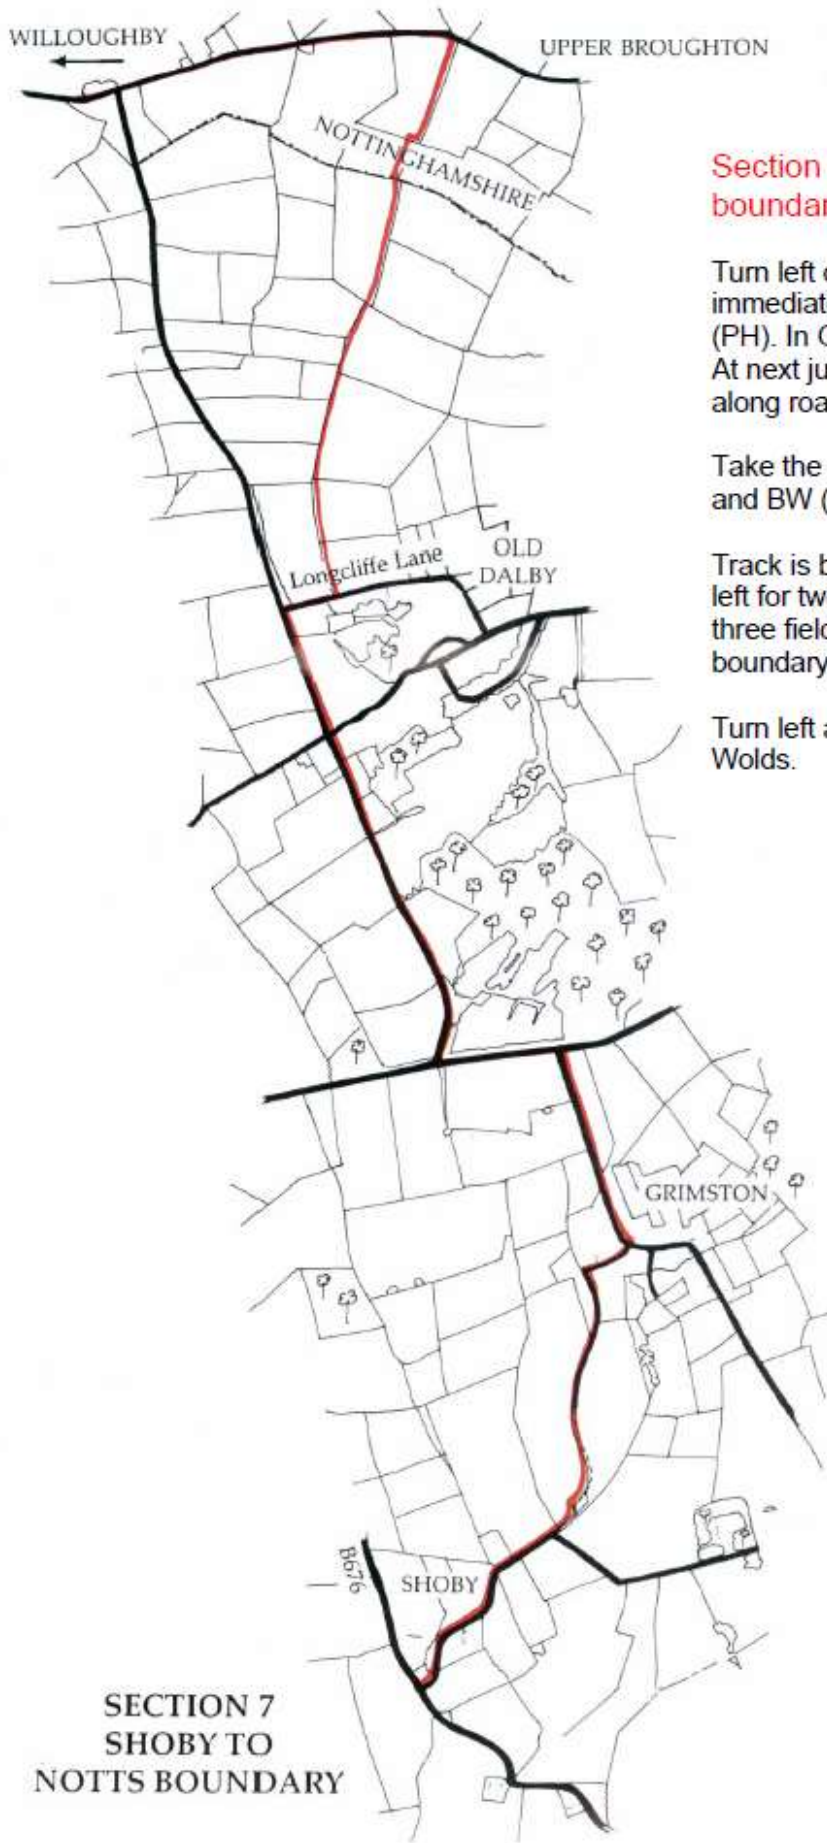 WILLOUGHBY
UPPER BROUGHTON
NOTTINGHAMSHIRE
Section
boundar
Turn left
immediat
(PH). In
At next ju
along roa
Take the
and BW (
Track is b
left for tw
three field
boundary
Turn left a
Wolds.
Longcliffe Lane
OLD
DALBY
GRIMSTON
B676
SHOBY
SECTION 7
SHOBY TO
NOTTS BOUNDARY